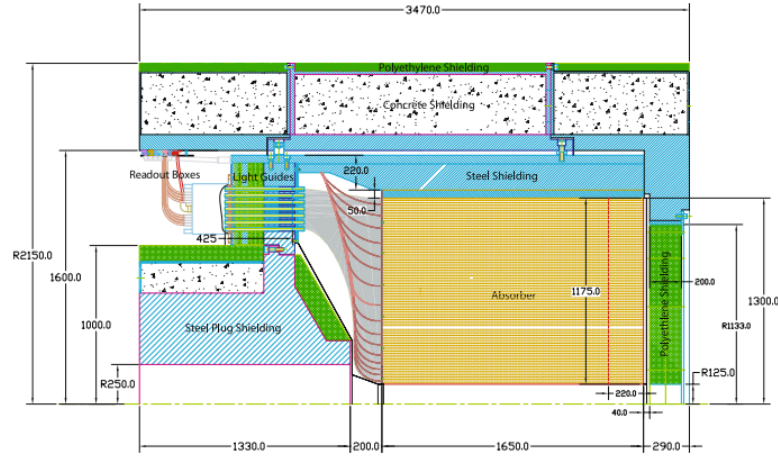 3470.0
Polyethylene Shielding
Concrete Shielding
Readout Boxes
Light Guides
220.0
Steel Shielding
50.0
R2150.0
1600.0
425
1000.0
Steel Plug Shielding
Absorber
1175.0
Polyethlene Shielding
200.0
R1133.0
1300.0
R250.0
R125.0
220.0
40.0
1330.0
200.0
1650.0
290.0